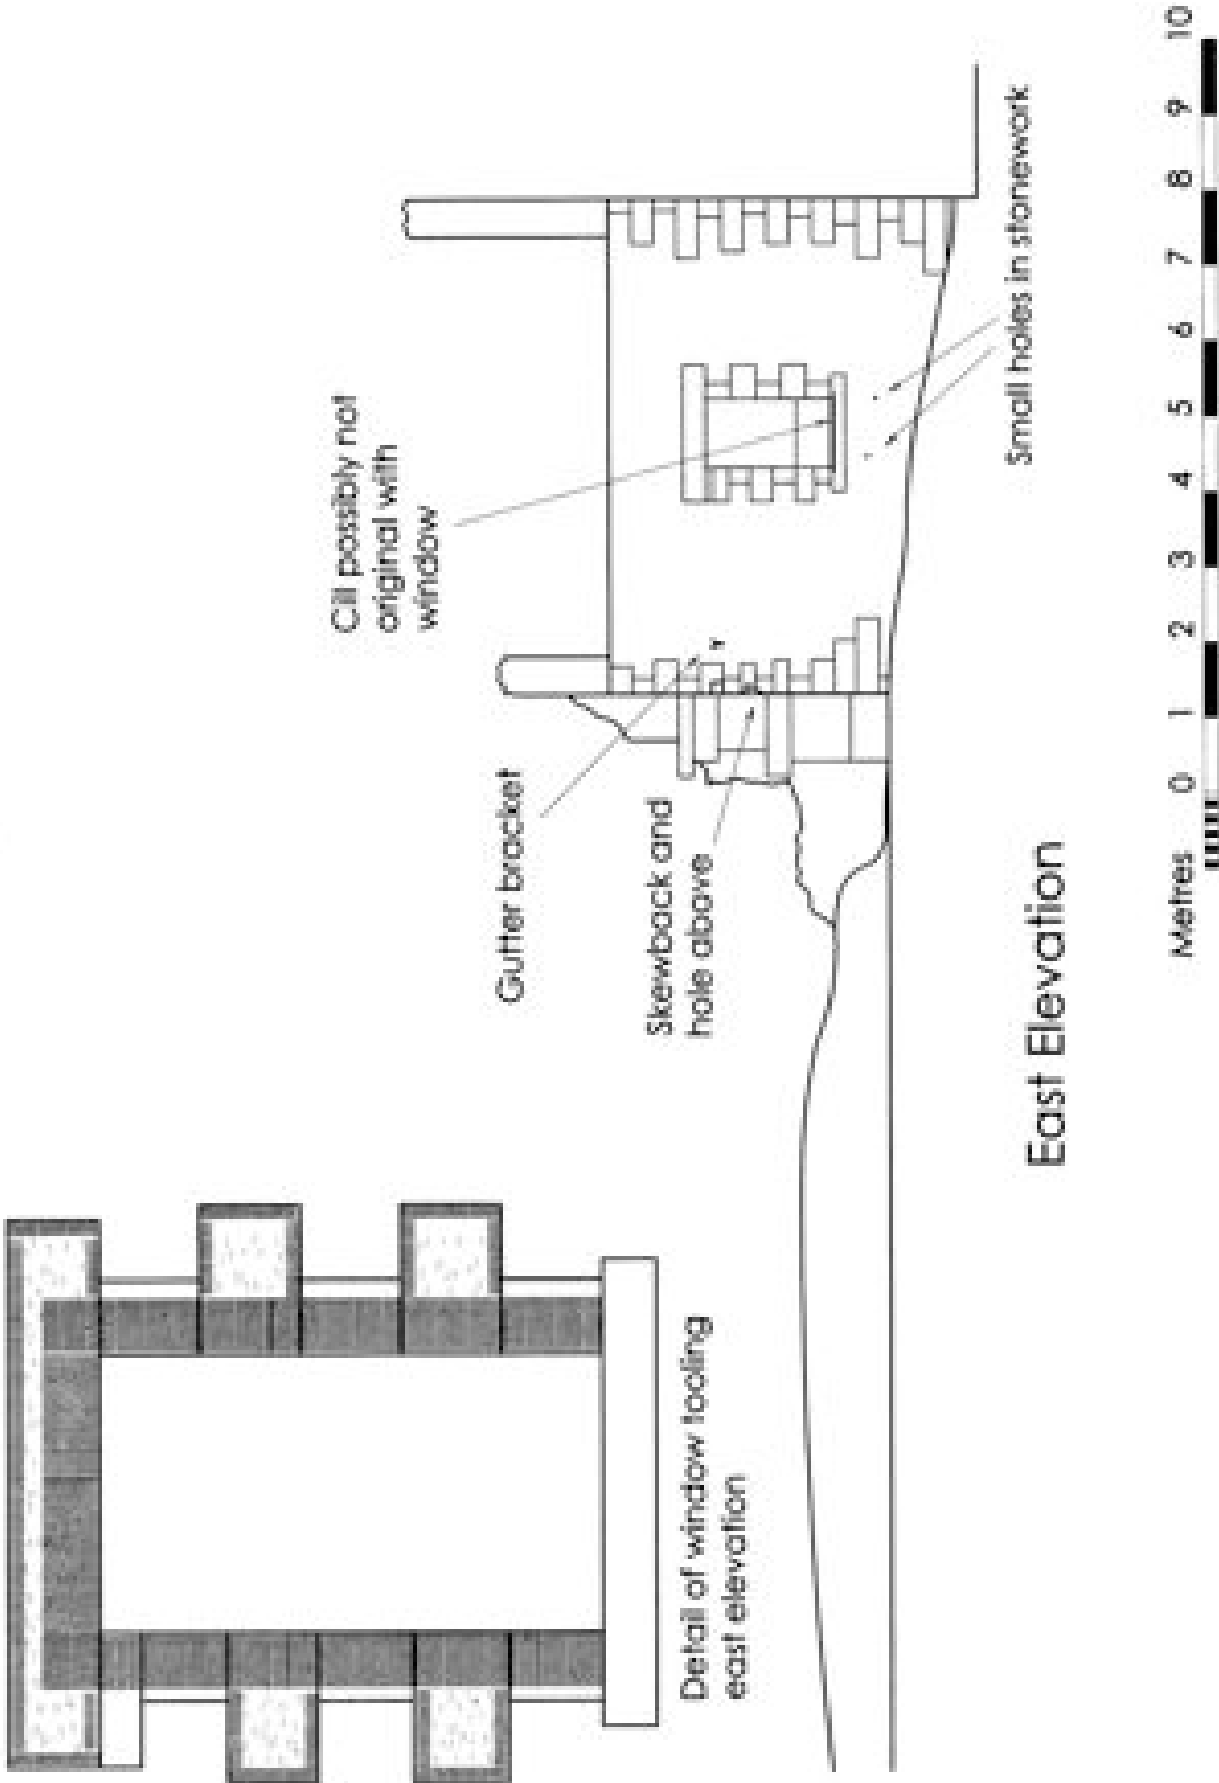 Cill possibly not
original with
window
Gutter bracket
Skewback and
hole above
Small holes in stonework
Detail of window tooling
east elevation
East Elevation
Metres 0 1 2 3 4 5 6 7 8 9 10